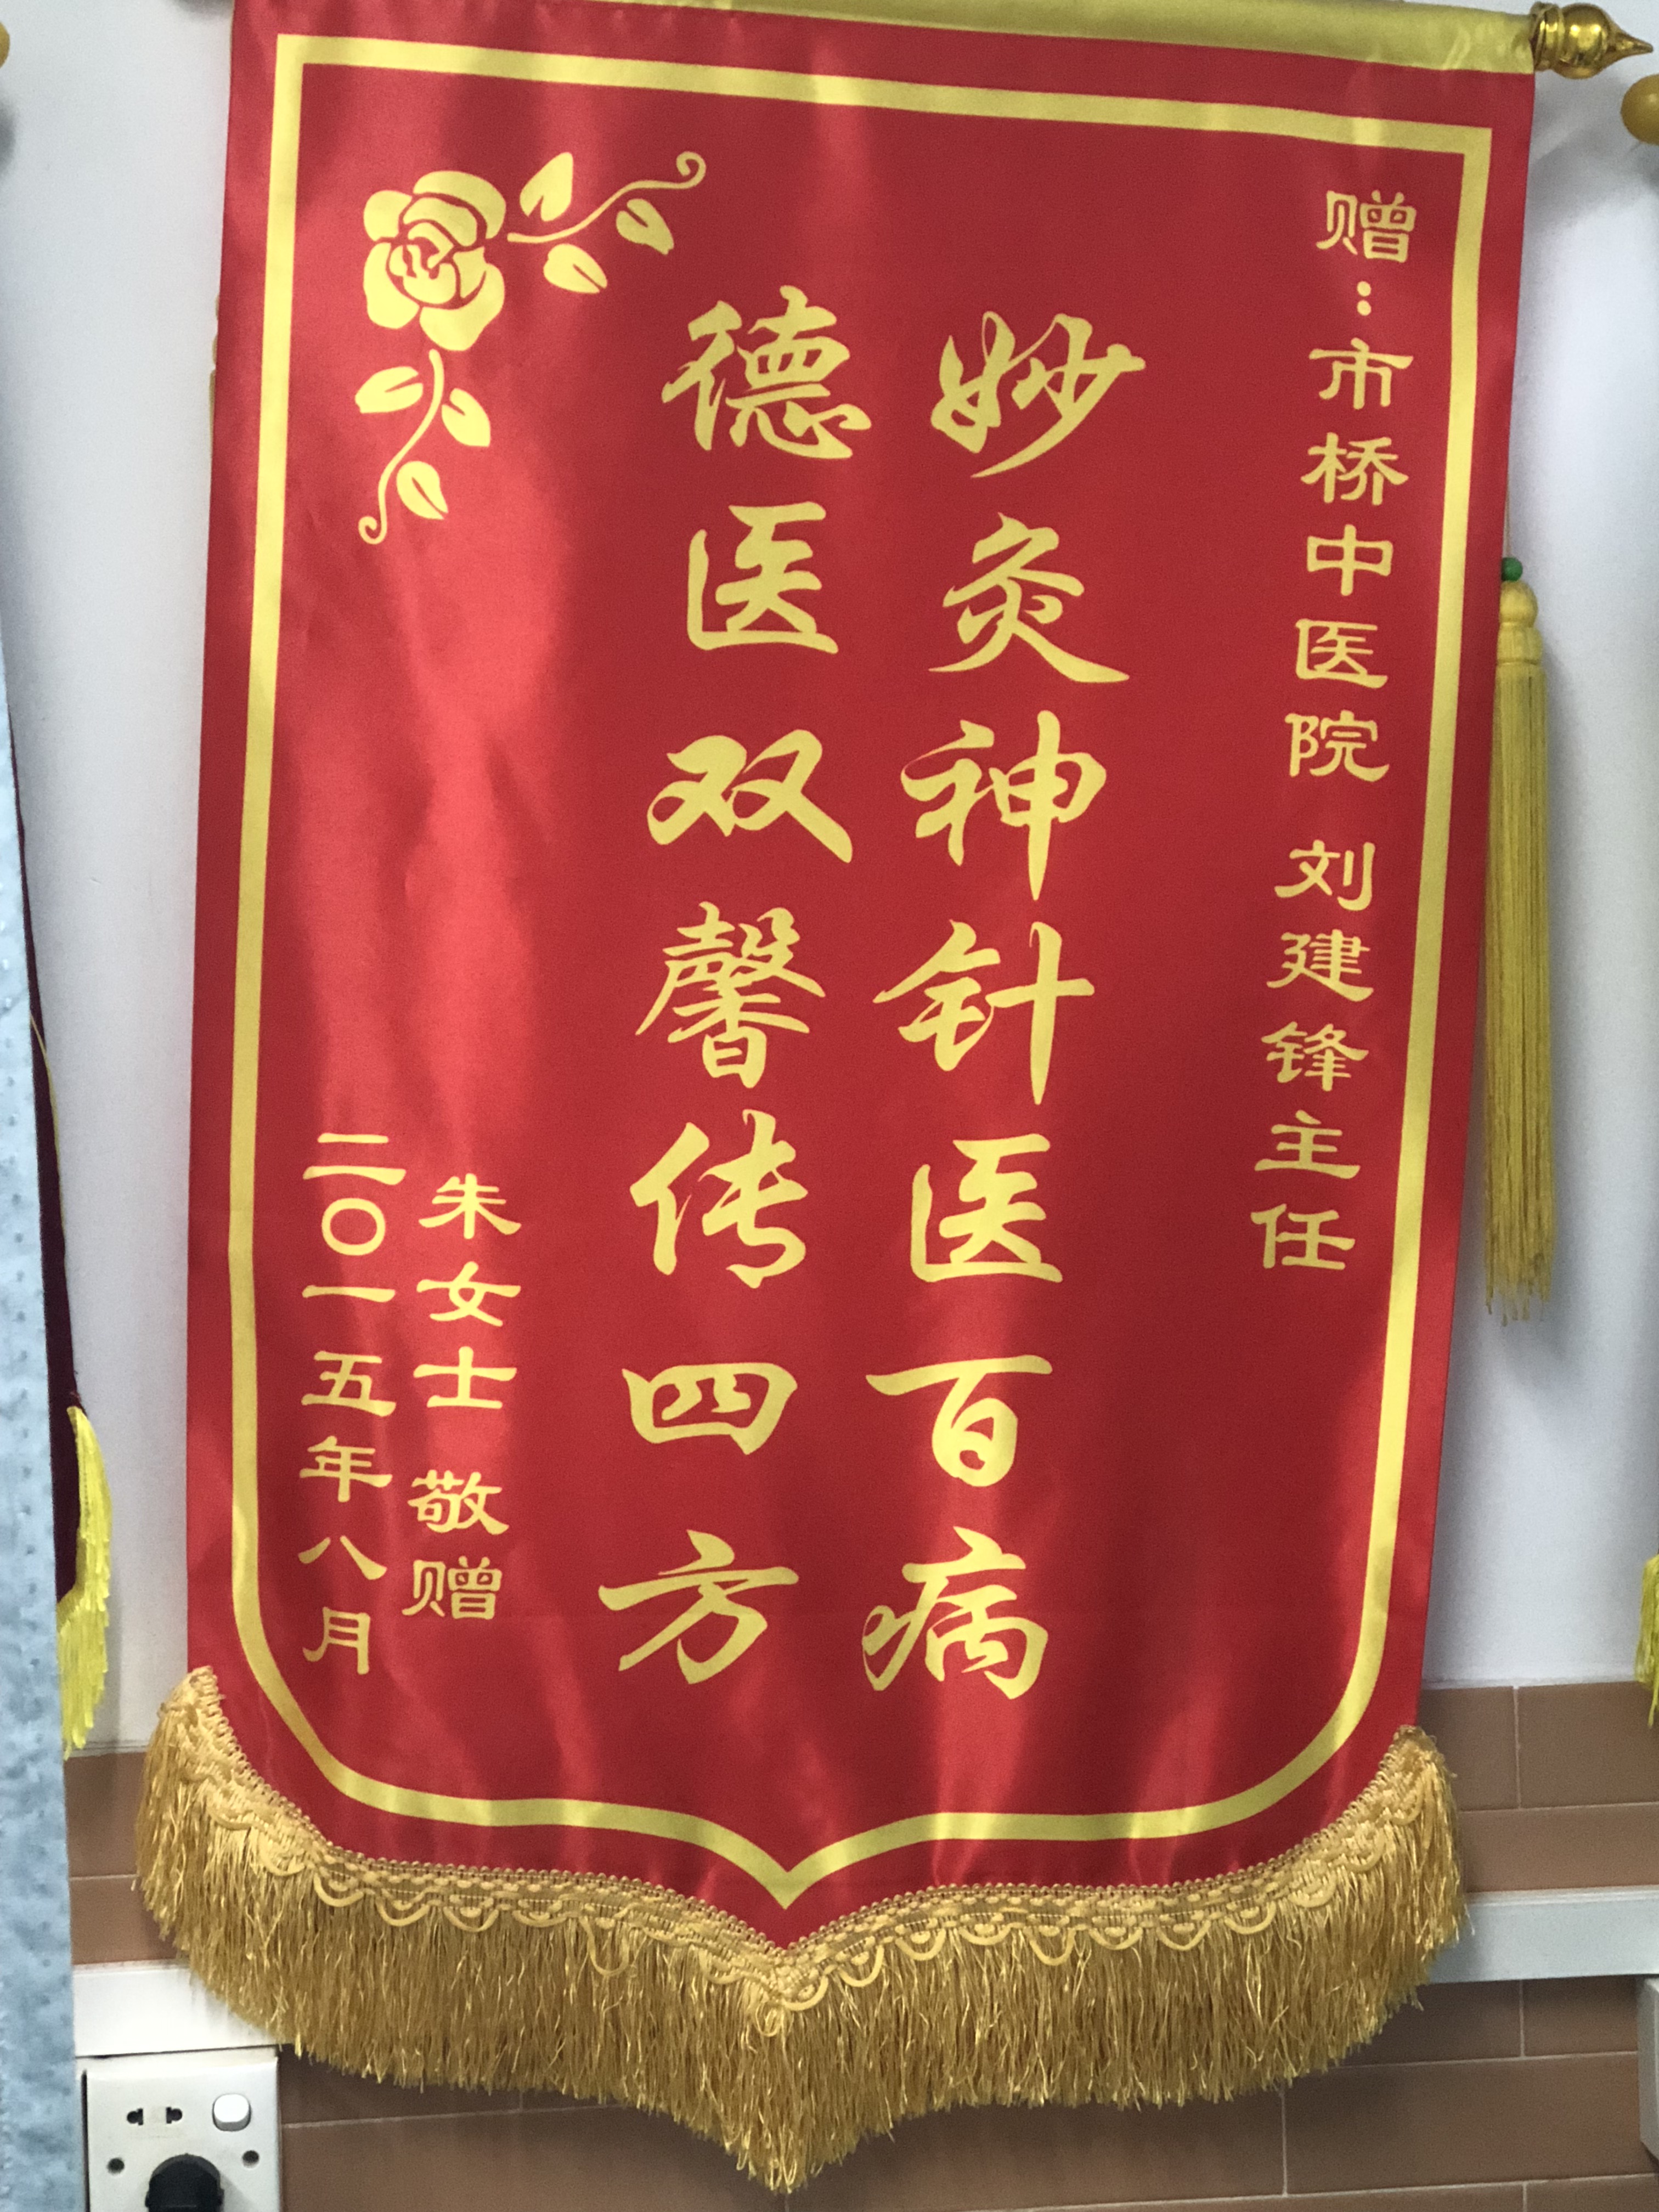 赠：市桥中医院 刘建锋主任
妙灸神针医百病
德医双馨传四方
朱女士 敬赠
二〇一五年八月